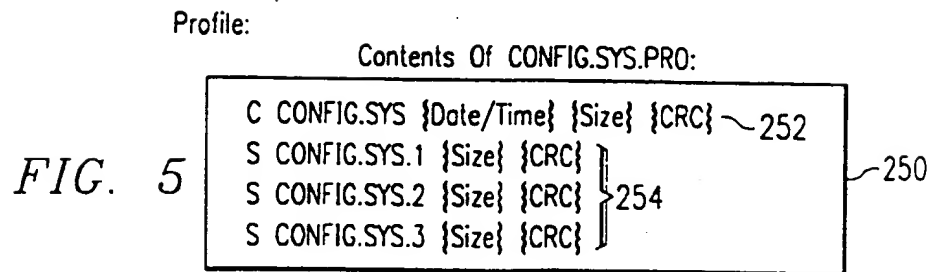 Profile:
Contents Of CONFIG.SYS.PRO:
C CONFIG.SYS {Date/Time} {Size} {CRC} 252
S CONFIG.SYS.1 {Size} {CRC}
S CONFIG.SYS.2 {Size} {CRC} 254
S CONFIG.SYS.3 {Size} {CRC}
250
FIG. 5